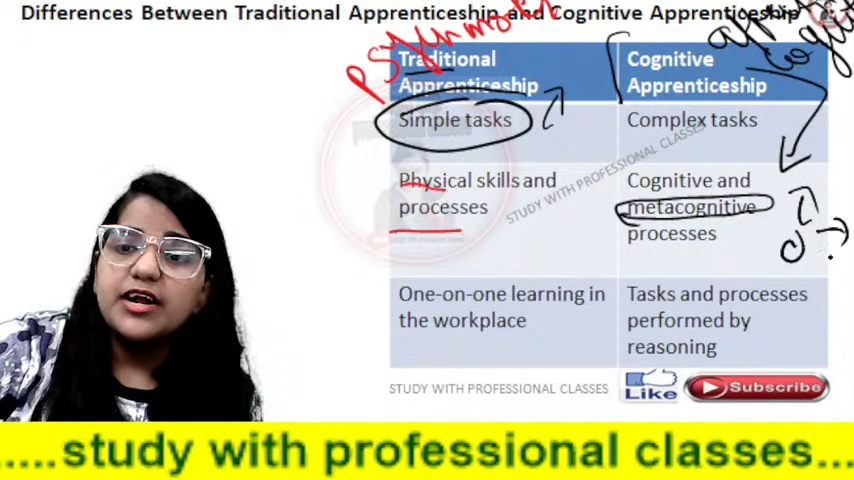 Differences Between Traditional Apprenticeship and Cognitive Apprenticeship
Traditional
Apprenticeship
Cognitive
Apprenticeship
Simple tasks
Complex tasks
Physical skills and
processes
Cognitive and
metacognitive
processes
One-on-one learning in
the workplace
Tasks and processes
performed by
reasoning
STUDY WITH PROFESSIONAL CLASSES
STUDY WITH PROFESSIONAL CLASSES
Like
Subscribe
.....study with professional classes...